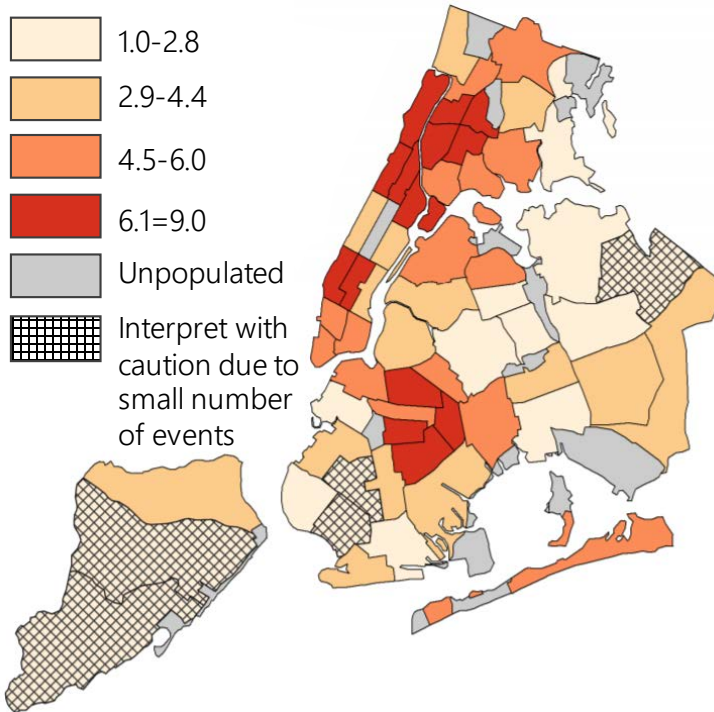 1.0-2.8
2.9-4.4
4.5-6.0
6.1=9.0
Unpopulated
Interpret with
caution due to
small number
of events